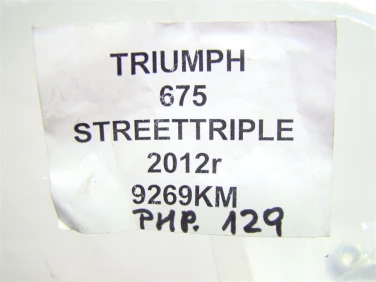 TRIUMPH
675
STREETTRIPLE
2012r
9269KM
PHP. 129